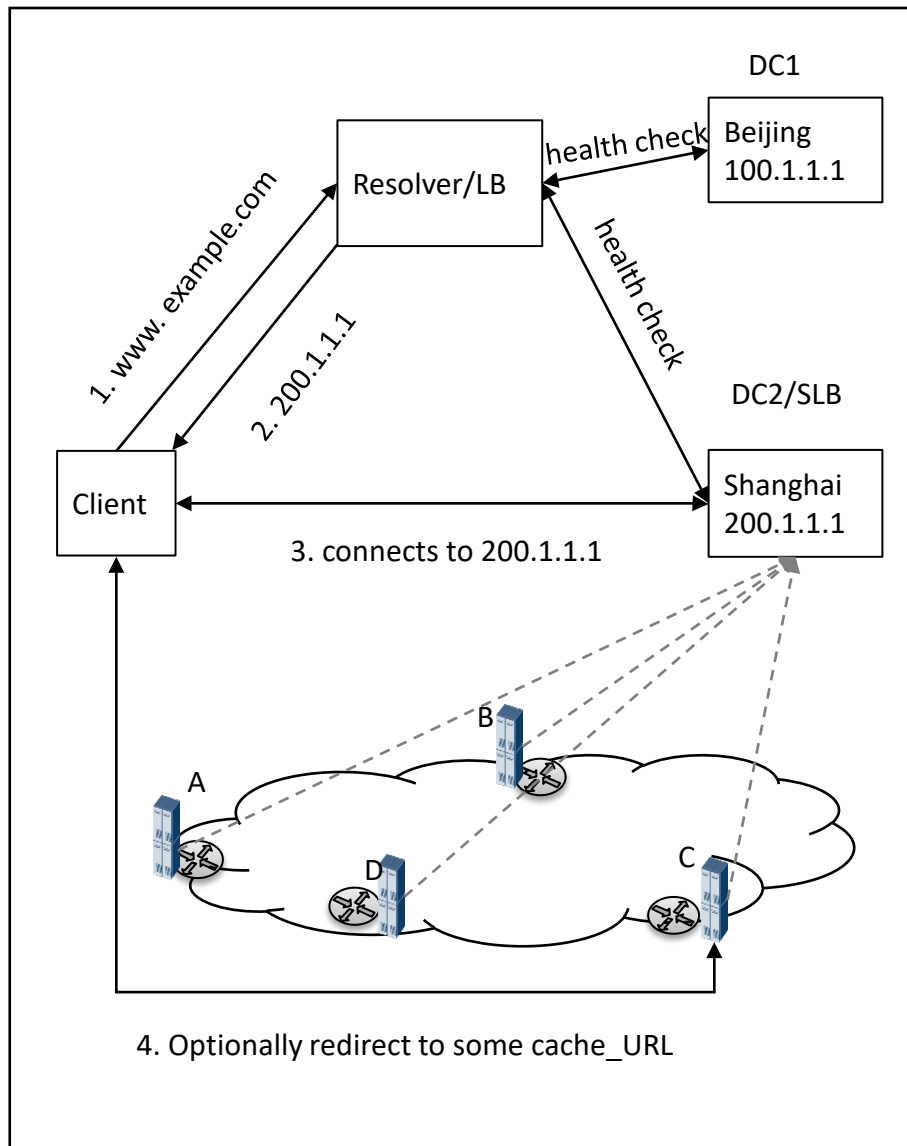 DC1
Beijing
100.1.1.1
health check
Resolver/LB
health check
1. www. example.com
2. 200.1.1.1
DC2/SLB
Client
Shanghai
200.1.1.1
3. connects to 200.1.1.1
B
A
D
C
4. Optionally redirect to some cache_URL